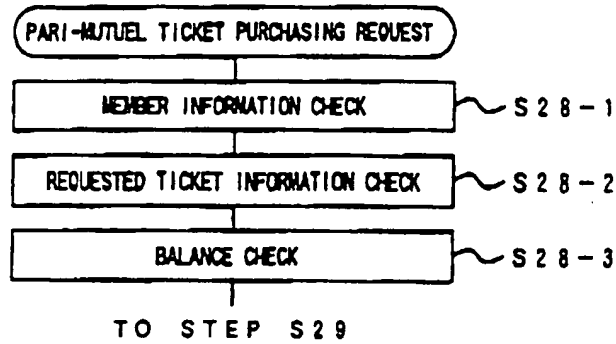 PARI-MUTUEL TICKET PURCHASING REQUEST
MEMBER INFORMATION CHECK
S28-1
REQUESTED TICKET INFORMATION CHECK
S28-2
BALANCE CHECK
S28-3
TO STEP S29